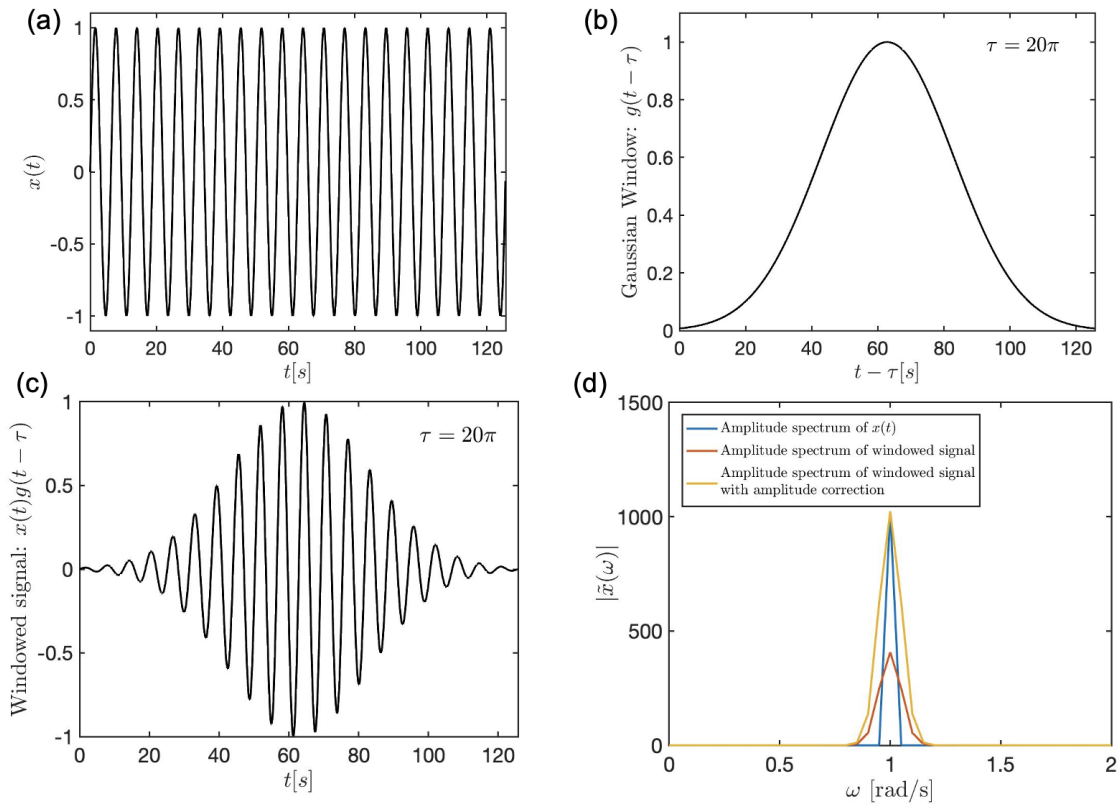 (a)
1
0.5
0
-0.5
-1
x(t)
0 20 40 60 80 100 120
t[s]
(b)
1
0.8
0.6
0.4
0.2
0
Gaussian Window: g(t − τ)
τ = 20π
0 20 40 60 80 100 120
t − τ[s]
(c)
1
0.5
0
-0.5
-1
Windowed signal: x(t)g(t − τ)
τ = 20π
0 20 40 60 80 100 120
t[s]
(d)
1500
1000
500
0
|x̃(ω)|
Amplitude spectrum of x(t)
Amplitude spectrum of windowed signal
Amplitude spectrum of windowed signal
with amplitude correction
0 0.5 1 1.5 2
ω [rad/s]